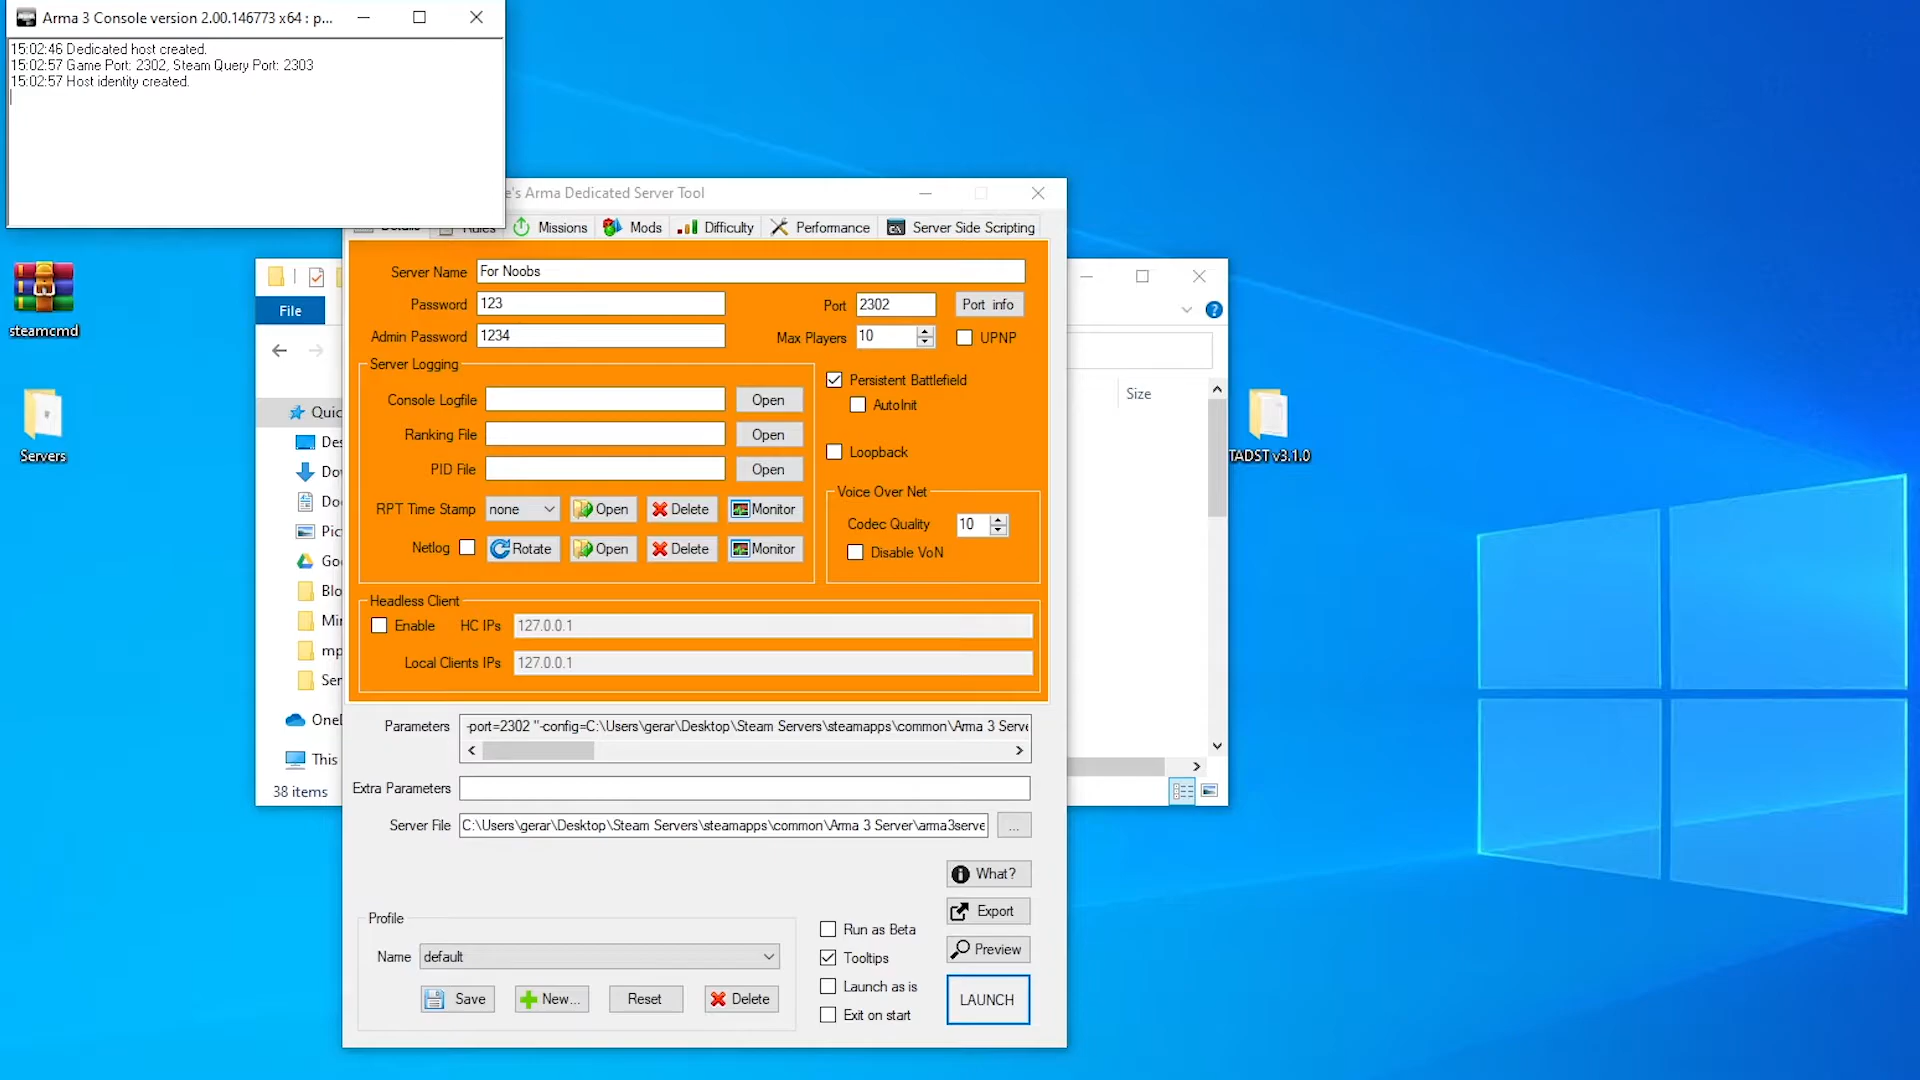 Arma 3 Console version 2.00.146773 x64 : p...
15:02:46 Dedicated host created.
15:02:57 Game Port: 2302, Steam Query Port: 2303
15:02:57 Host identity created.
steamcmd
Servers
TADST v3.1.0
e's Arma Dedicated Server Tool
Details Rules Missions Mods Difficulty Performance Server Side Scripting
Server Name For Noobs
Password 123 Port 2302 Port info
Admin Password 1234 Max Players 10 UPNP
Server Logging
Console Logfile Open
Ranking File Open
PID File Open
RPT Time Stamp none Open Delete Monitor
Netlog Rotate Open Delete Monitor
Persistent Battlefield
AutoInit
Loopback
Voice Over Net
Codec Quality 10
Disable VoN
Headless Client
Enable HC IPs 127.0.0.1
Local Clients IPs 127.0.0.1
Parameters -port=2302 "-config=C:\Users\gerar\Desktop\Steam Servers\steamapps\common\Arma 3 Serve
Extra Parameters
Server File C:\Users\gerar\Desktop\Steam Servers\steamapps\common\Arma 3 Server\arma3serve
...
What?
Export
Preview
LAUNCH
Profile
Name default
Save New... Reset Delete
Run as Beta
Tooltips
Launch as is
Exit on start
File
Size
Quic
Des
Dov
Doc
Pict
Goo
Blo
Min
mp
Ser
OneD
This
38 items